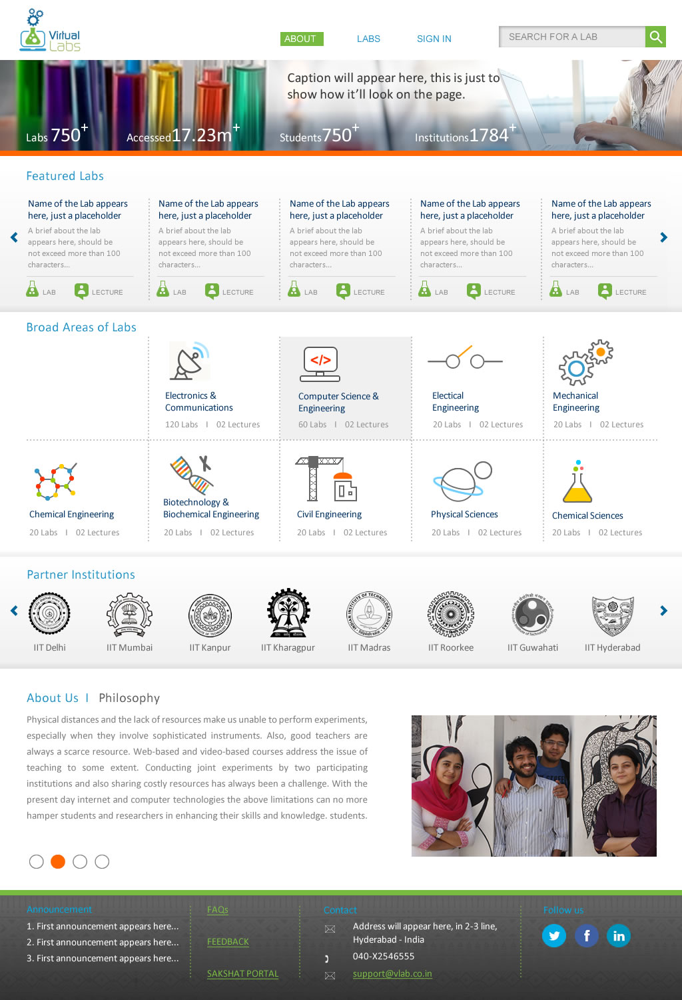 Virtual
Labs
ABOUT
LABS
SIGN IN
SEARCH FOR A LAB
Caption will appear here, this is just to
show how it'll look on the page.
Labs 750+
Accessed 17.23m+
Students 750+
Institutions 1784+
Featured Labs
Name of the Lab appears
here, just a placeholder
A brief about the lab
appears here, should be
not exceed more than 100
characters...
LAB LECTURE
Name of the Lab appears
here, just a placeholder
A brief about the lab
appears here, should be
not exceed more than 100
characters...
LAB LECTURE
Name of the Lab appears
here, just a placeholder
A brief about the lab
appears here, should be
not exceed more than 100
characters...
LAB LECTURE
Name of the Lab appears
here, just a placeholder
A brief about the lab
appears here, should be
not exceed more than 100
characters...
LAB LECTURE
Name of the Lab appears
here, just a placeholder
A brief about the lab
appears here, should be
not exceed more than 100
characters...
LAB LECTURE
Broad Areas of Labs
Electronics &
Communications
120 Labs I 02 Lectures
</>
Computer Science &
Engineering
60 Labs I 02 Lectures
Electical
Engineering
20 Labs I 02 Lectures
Mechanical
Engineering
20 Labs I 02 Lectures
Chemical Engineering
20 Labs I 02 Lectures
Biotechnology &
Biochemical Engineering
20 Labs I 02 Lectures
Civil Engineering
20 Labs I 02 Lectures
Physical Sciences
20 Labs I 02 Lectures
Chemical Sciences
20 Labs I 02 Lectures
Partner Institutions
IIT Delhi
IIT Mumbai
IIT Kanpur
IIT Kharagpur
INDIAN INSTITUTE OF TECHNOLOGY MADRAS
IIT Madras
IIT Roorkee
IIT Guwahati
IIT Hyderabad
About Us I Philosophy
Physical distances and the lack of resources make us unable to perform experiments,
especially when they involve sophisticated instruments. Also, good teachers are
always a scarce resource. Web-based and video-based courses address the issue of
teaching to some extent. Conducting joint experiments by two participating
institutions and also sharing costly resources has always been a challenge. With the
present day internet and computer technologies the above limitations can no more
hamper students and researchers in enhancing their skills and knowledge. students.
Announcement
1. First announcement appears here...
2. First announcement appears here...
3. First announcement appears here...
FAQs
FEEDBACK
SAKSHAT PORTAL
Contact
Address will appear here, in 2-3 line,
Hyderabad - India
040-X2546555
support@vlab.co.in
Follow us
f
in